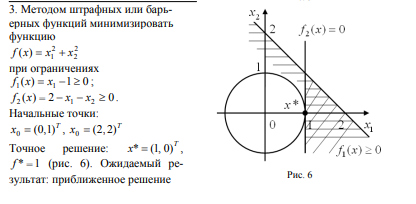 3. Методом штрафных или барь-
ерных функций минимизировать
функцию
f(x) = x₁² + x₂²
при ограничениях
f₁(x) = x₁ −1 ≥ 0 ;
f₂(x) = 2 − x₁ − x₂ ≥ 0 .
Начальные точки:
x₀ = (0,1)ᵀ , x₀ = (2,2)ᵀ
Точное решение: x* = (1, 0)ᵀ ,
f* = 1 (рис. 6). Ожидаемый ре-
зультат: приближенное решение
x₂
2
f₂(x) = 0
1
x*
0
1
2
x₁
f₁(x) ≥ 0
Рис. 6